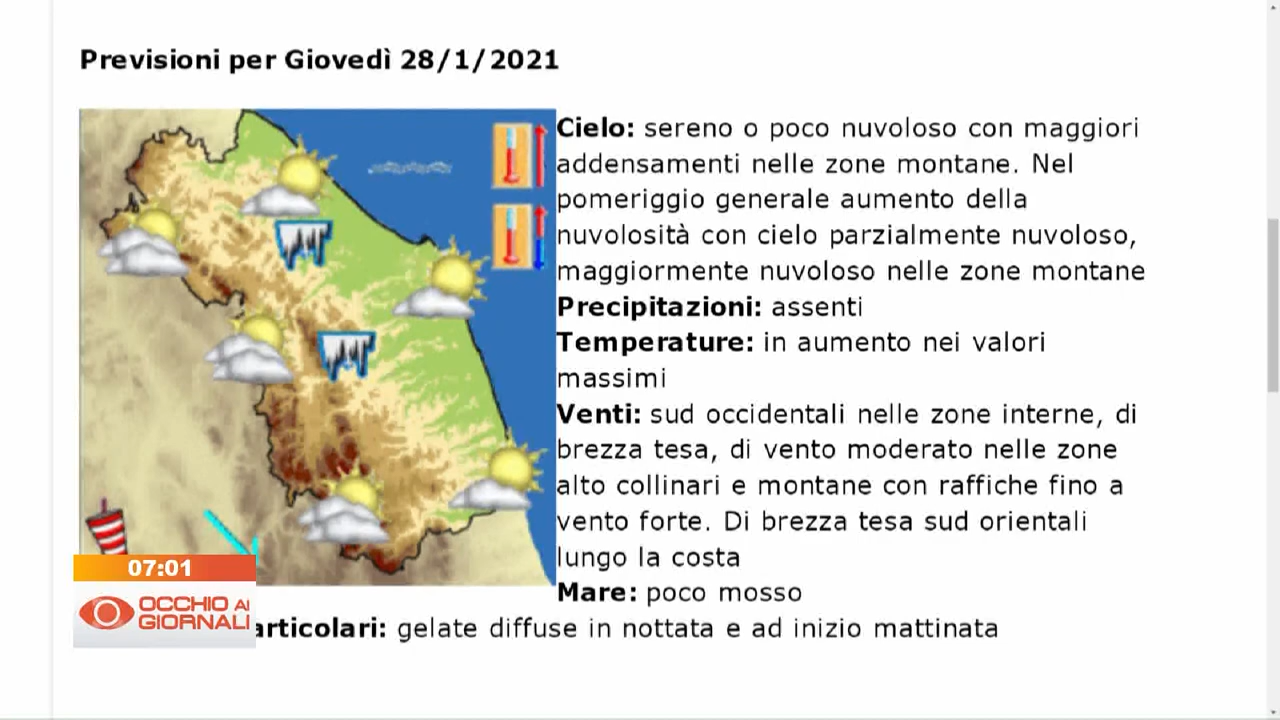 Previsioni per Giovedì 28/1/2021
Cielo: sereno o poco nuvoloso con maggiori
addensamenti nelle zone montane. Nel
pomeriggio generale aumento della
nuvolosità con cielo parzialmente nuvoloso,
maggiormente nuvoloso nelle zone montane
Precipitazioni: assenti
Temperature: in aumento nei valori
massimi
Venti: sud occidentali nelle zone interne, di
brezza tesa, di vento moderato nelle zone
alto collinari e montane con raffiche fino a
vento forte. Di brezza tesa sud orientali
lungo la costa
Mare: poco mosso
articolari: gelate diffuse in nottata e ad inizio mattinata
07:01
OCCHIO AI
GIORNALI